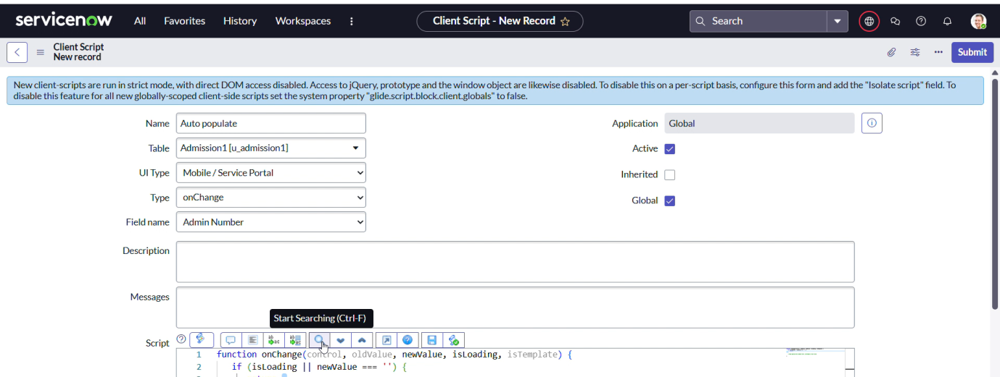 servicenow All Favorites History Workspaces Client Script - New Record Search
Client Script
New record
Submit
New client-scripts are run in strict mode, with direct DOM access disabled. Access to jQuery, prototype and the window object are likewise disabled. To disable this on a per-script basis, configure this form and add the "Isolate script" field. To
disable this feature for all new globally-scoped client-side scripts set the system property "glide.script.block.client.globals" to false.
Name Auto populate Application Global
Table Admission1 [u_admission1] Active
UI Type Mobile / Service Portal Inherited
Type onChange Global
Field name Admin Number
Description
Messages
Start Searching (Ctrl-F)
Script
1 function onChange(control, oldValue, newValue, isLoading, isTemplate) {
2 if (isLoading || newValue === '') {